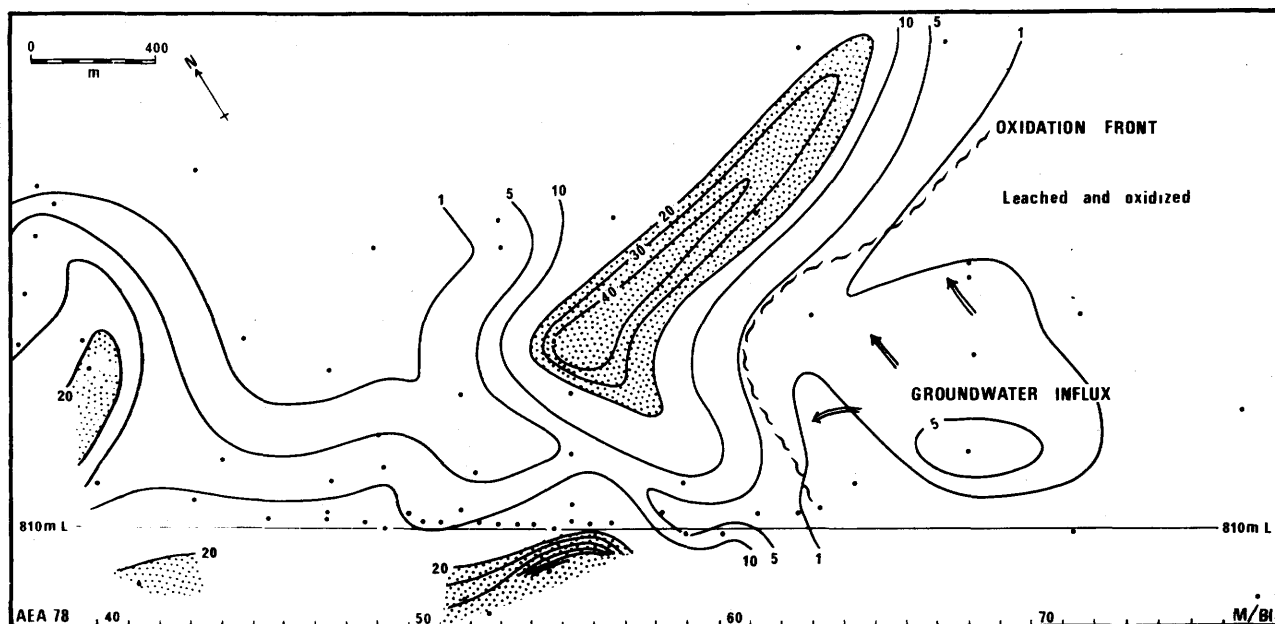 0 400
m
N
10 5 1
OXIDATION FRONT
Leached and oxidized
1 5 10
20
30
40
20
GROUNDWATER INFLUX
5
810m L 810m L
20 20 10 5 1
AEA 78 40 50 60 70 M/BI